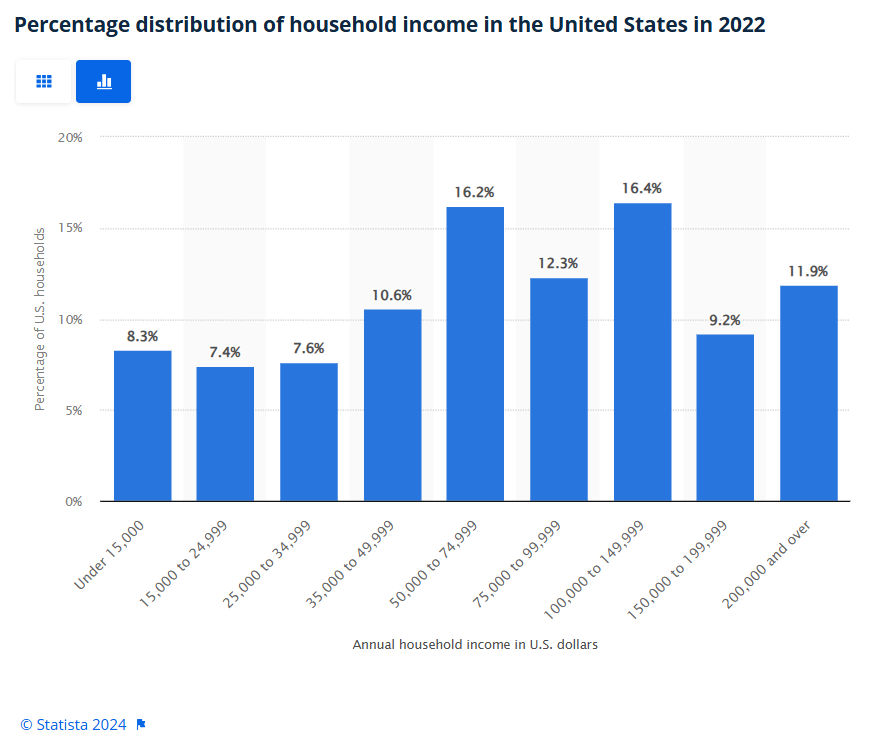 Percentage distribution of household income in the United States in 2022
20%
15%
10%
5%
0%
Percentage of U.S. households
8.3%
7.4%
7.6%
10.6%
16.2%
12.3%
16.4%
9.2%
11.9%
Under 15,000
15,000 to 24,999
25,000 to 34,999
35,000 to 49,999
50,000 to 74,999
75,000 to 99,999
100,000 to 149,999
150,000 to 199,999
200,000 and over
Annual household income in U.S. dollars
© Statista 2024